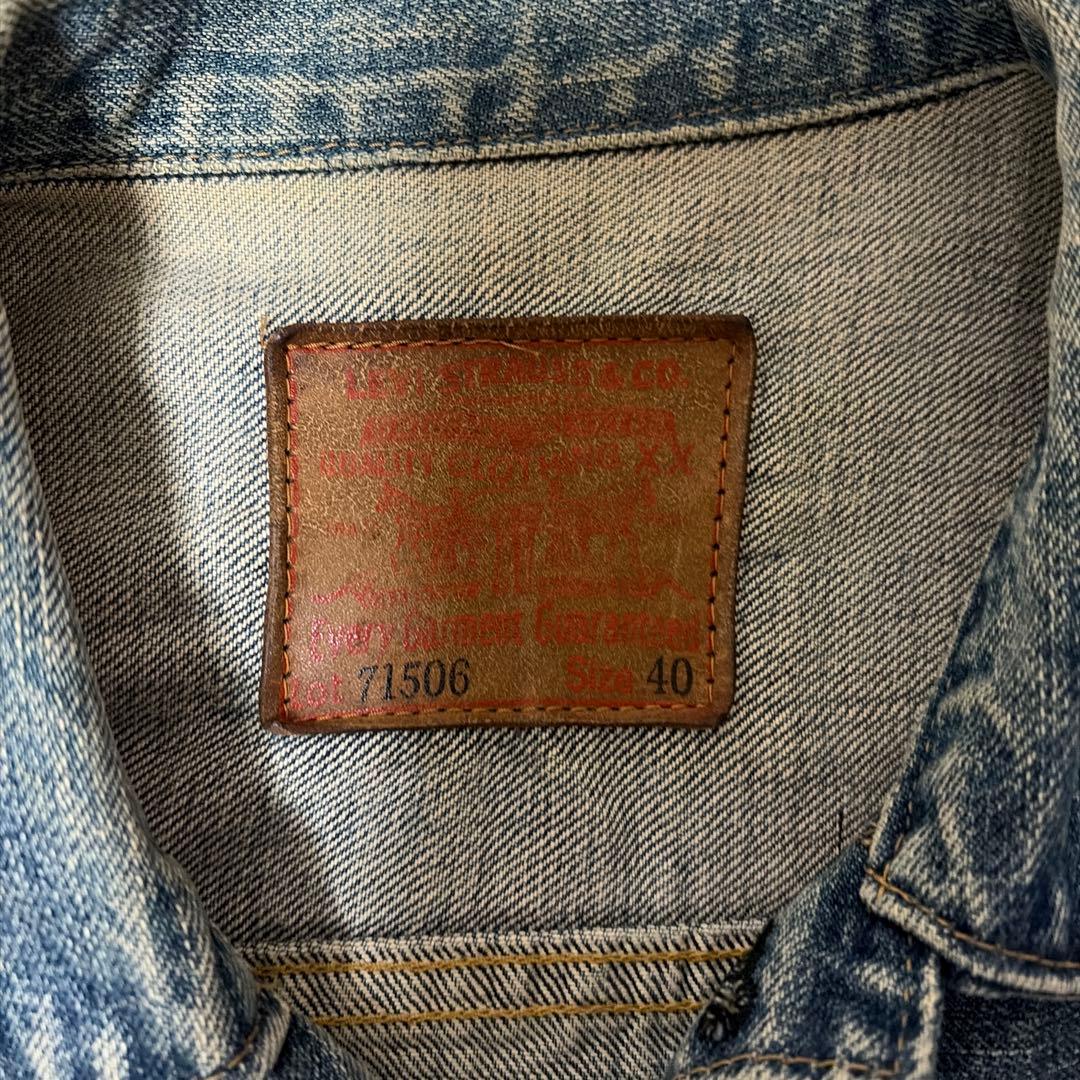 LEVI STRAUSS & CO.
QUALITY CLOTHING XX
Every Garment Guaranteed
Lot 71506 Size 40